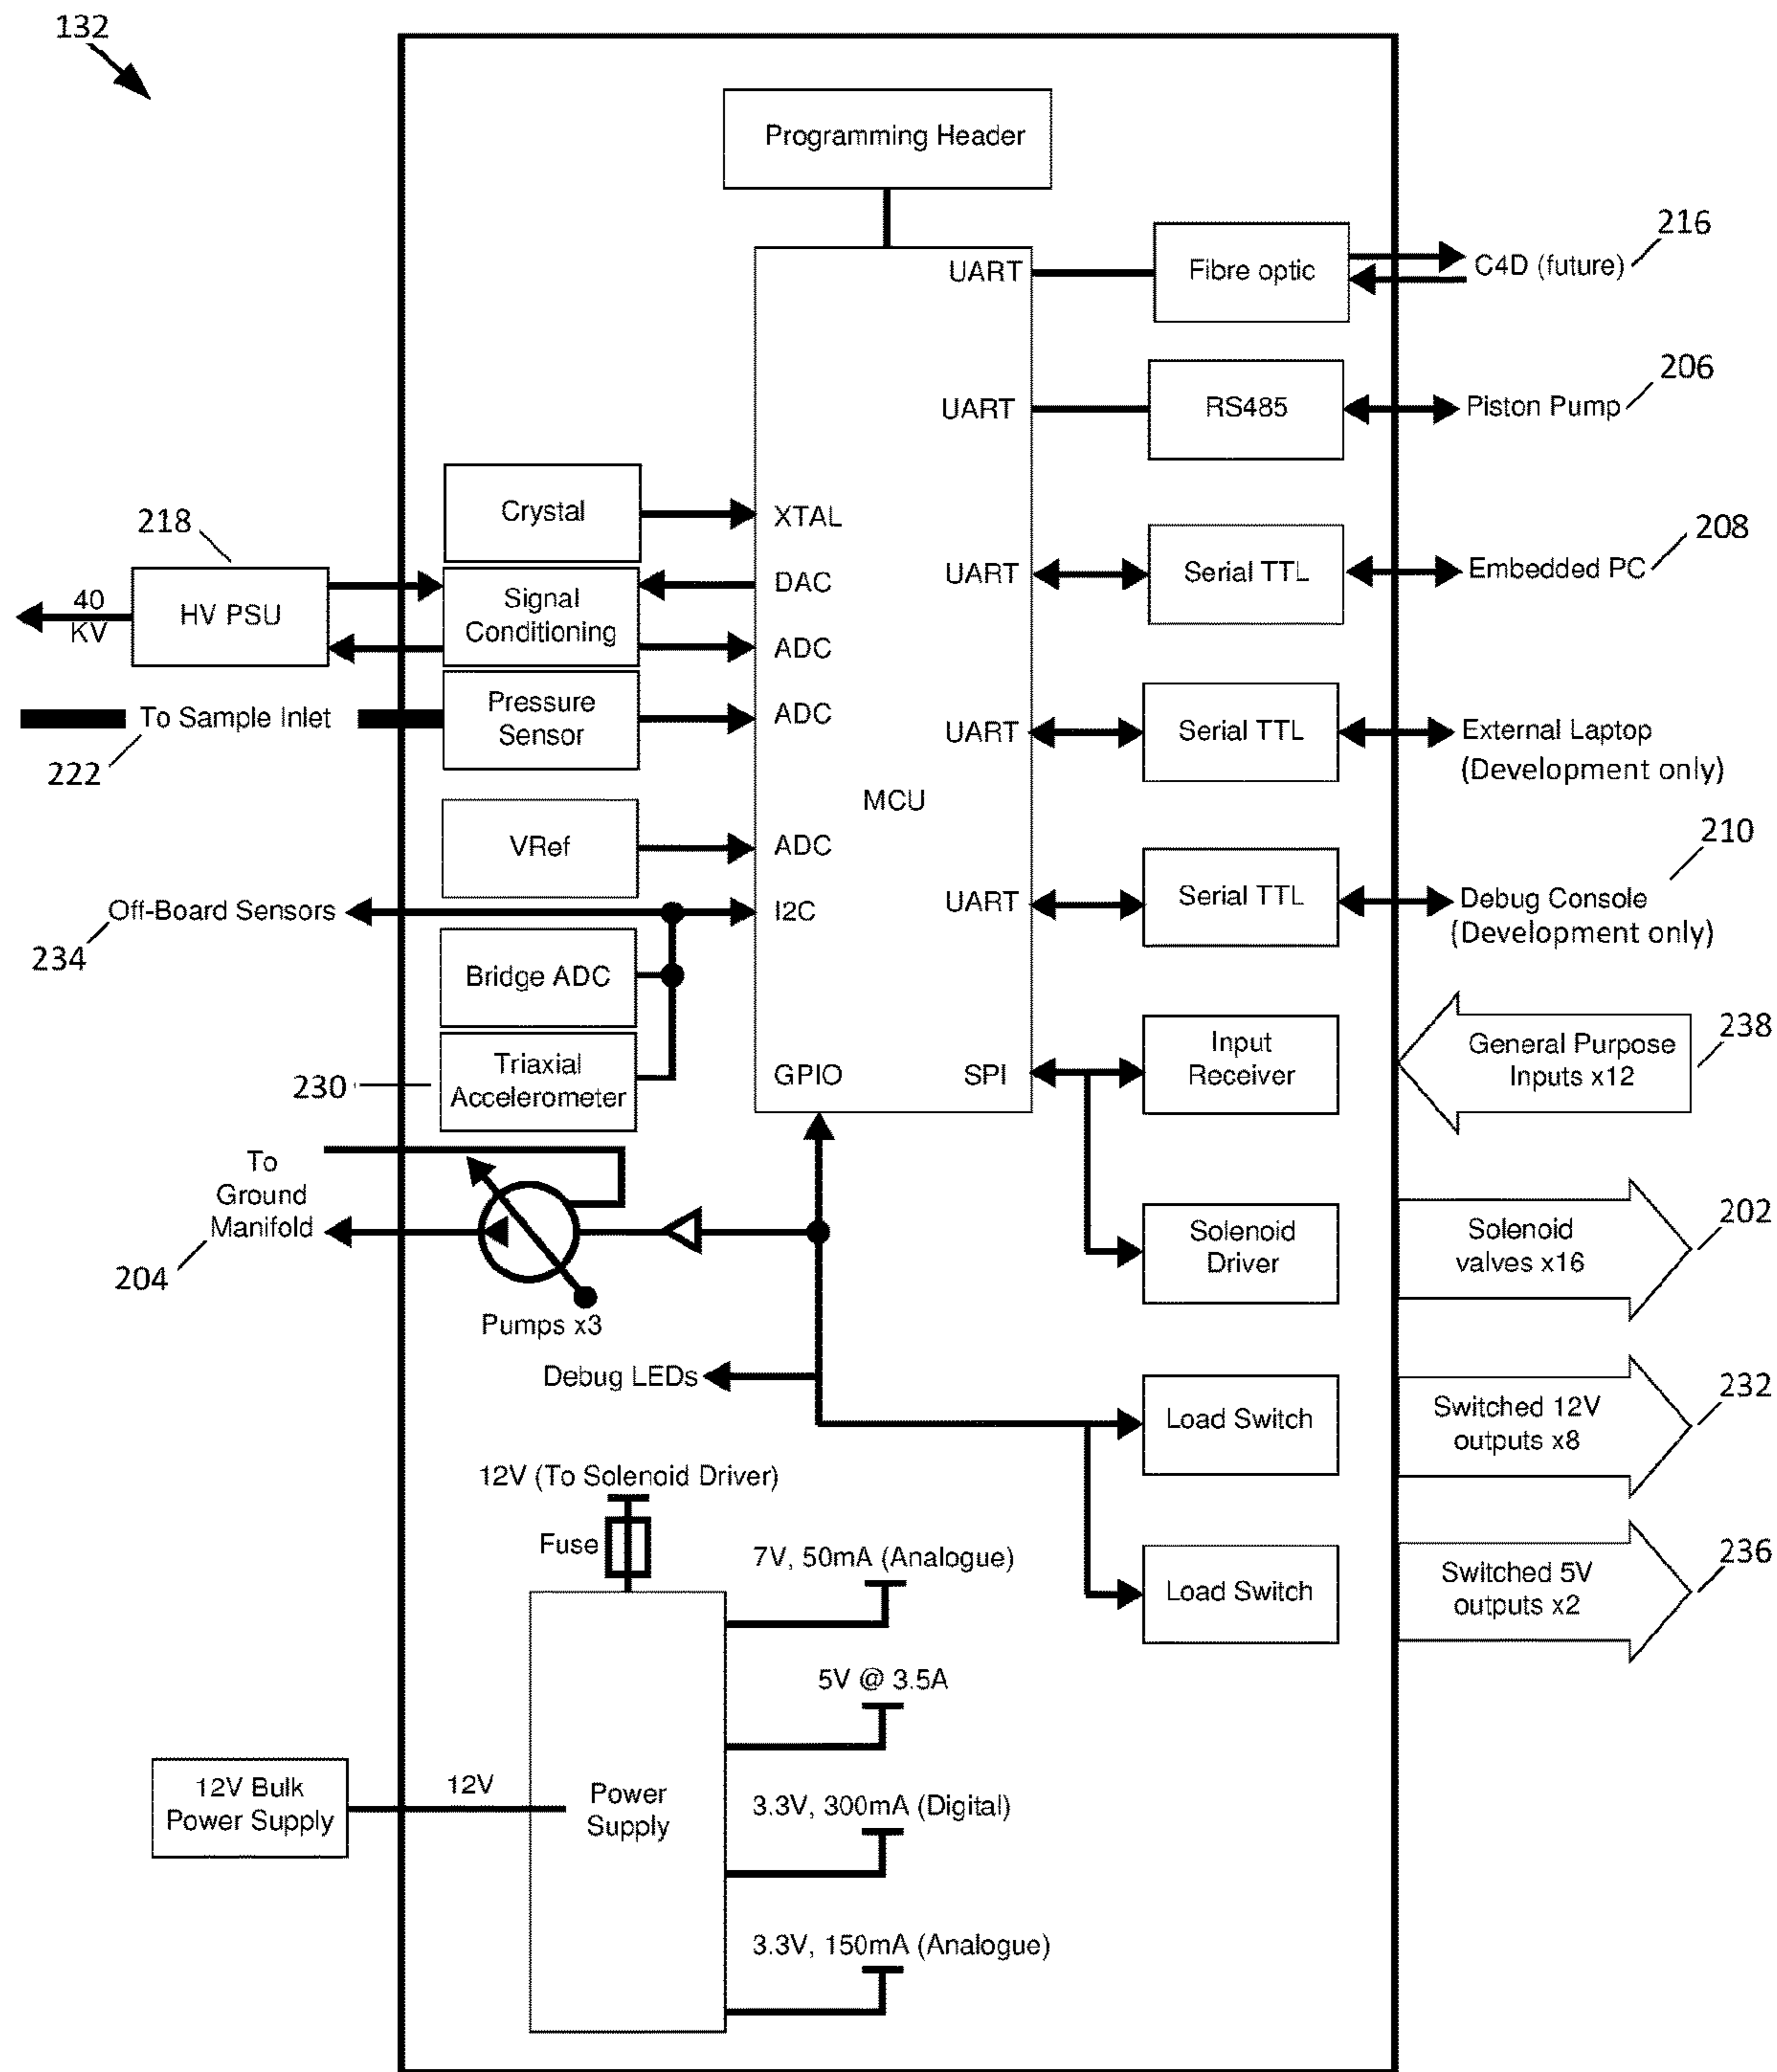 132
Programming Header
216
UART
Fibre optic
C4D (future)
206
UART
RS485
Piston Pump
Crystal
XTAL
218
208
HV PSU
40
KV
Signal
Conditioning
DAC
ADC
UART
Serial TTL
Embedded PC
To Sample Inlet
222
Pressure
Sensor
ADC
UART
Serial TTL
External Laptop
(Development only)
MCU
VRef
ADC
210
Off-Board Sensors
234
I2C
UART
Serial TTL
Debug Console
(Development only)
Bridge ADC
230
Triaxial
Accelerometer
GPIO
SPI
Input
Receiver
General Purpose
Inputs x12
238
To
Ground
Manifold
204
Pumps x3
Solenoid
Driver
Solenoid
valves x16
202
Debug LEDs
Load Switch
Switched 12V
outputs x8
232
12V (To Solenoid Driver)
Fuse
7V, 50mA (Analogue)
Load Switch
Switched 5V
outputs x2
236
5V @ 3.5A
12V Bulk
Power Supply
12V
Power
Supply
3.3V, 300mA (Digital)
3.3V, 150mA (Analogue)